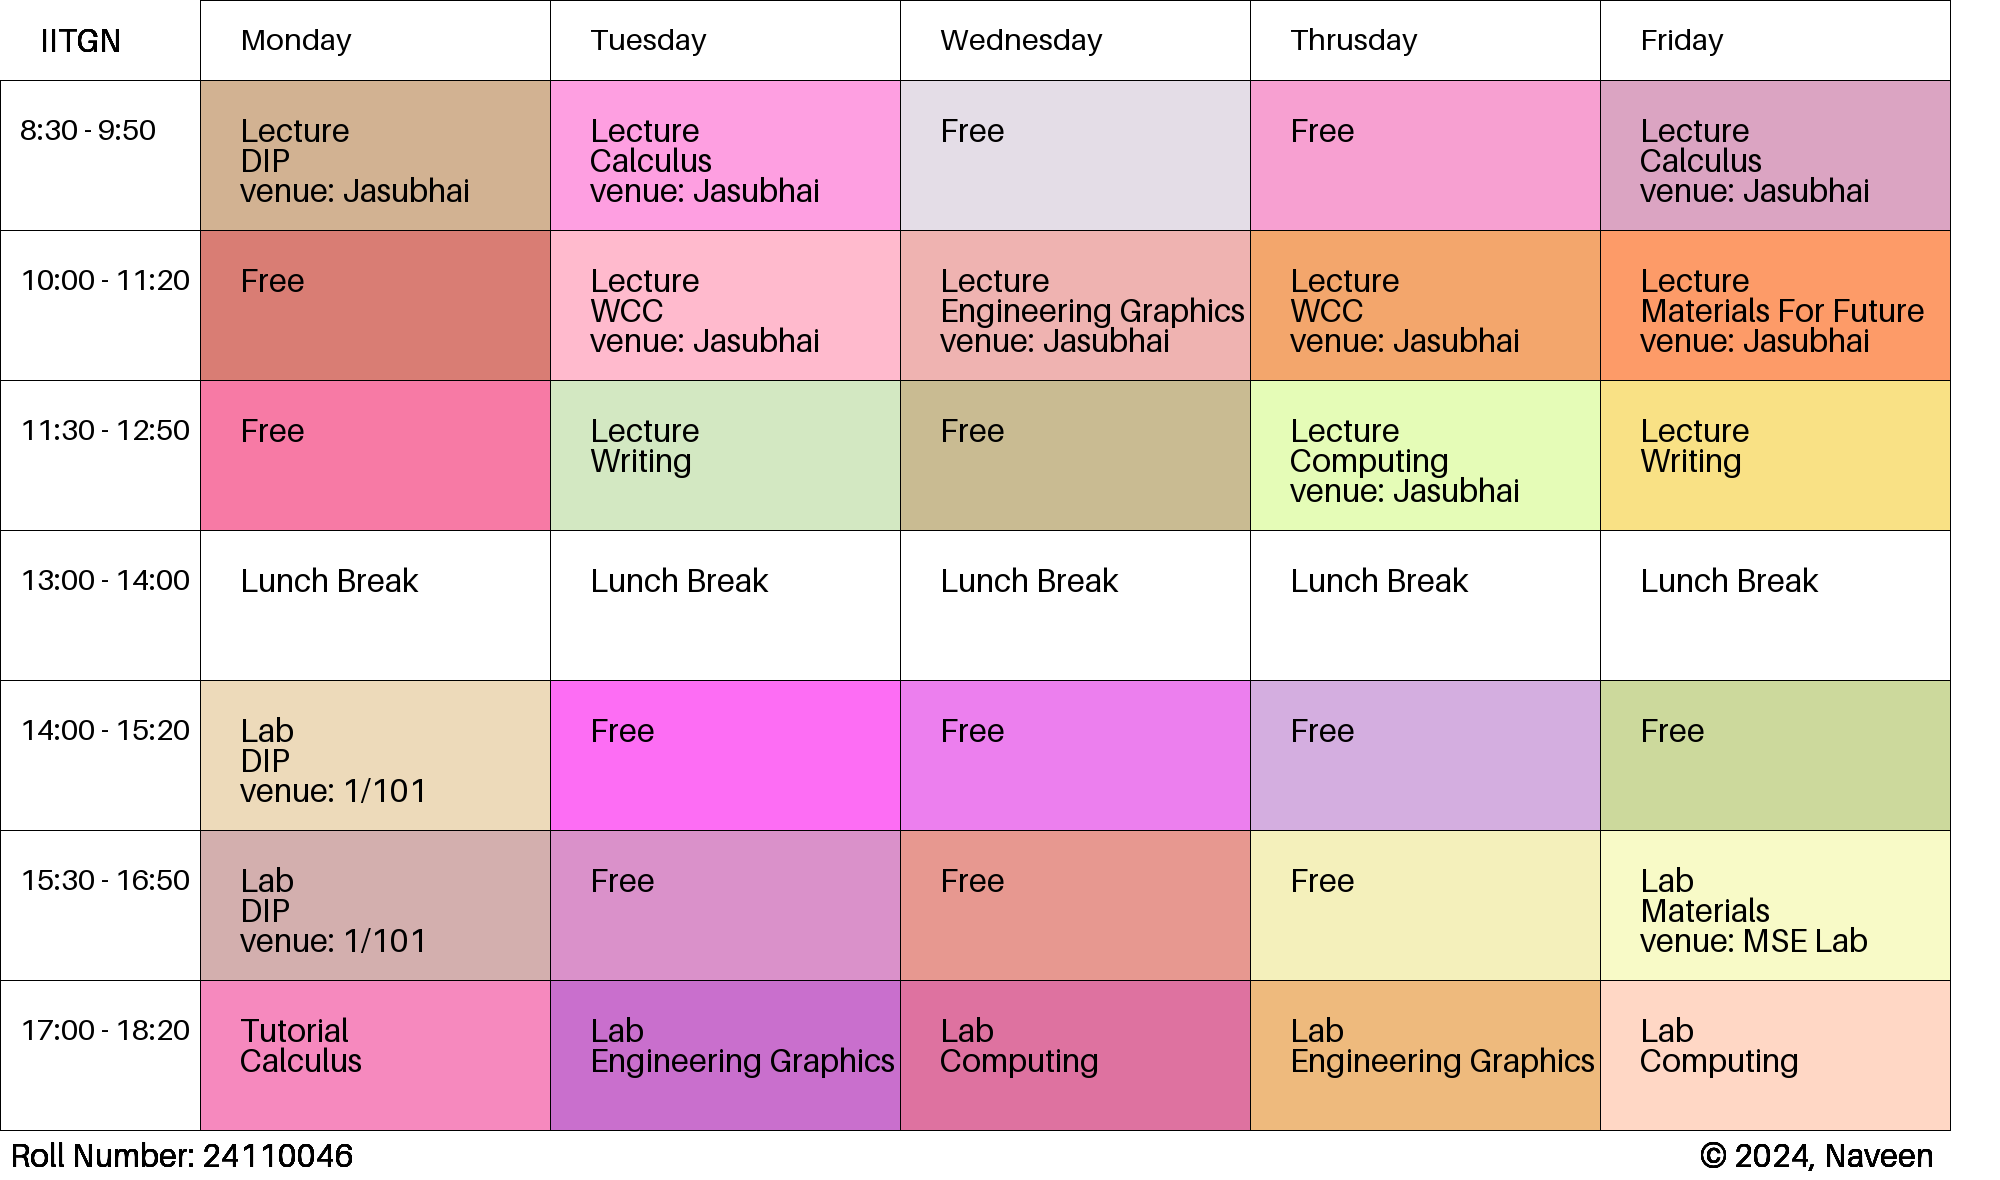 IITGN Monday Tuesday Wednesday Thrusday Friday
8:30 - 9:50
Lecture
DIP
venue: Jasubhai
Lecture
Calculus
venue: Jasubhai
Free
Free
Lecture
Calculus
venue: Jasubhai
10:00 - 11:20
Free
Lecture
WCC
venue: Jasubhai
Lecture
Engineering Graphics
venue: Jasubhai
Lecture
WCC
venue: Jasubhai
Lecture
Materials For Future
venue: Jasubhai
11:30 - 12:50
Free
Lecture
Writing
Free
Lecture
Computing
venue: Jasubhai
Lecture
Writing
13:00 - 14:00
Lunch Break
Lunch Break
Lunch Break
Lunch Break
Lunch Break
14:00 - 15:20
Lab
DIP
venue: 1/101
Free
Free
Free
Free
15:30 - 16:50
Lab
DIP
venue: 1/101
Free
Free
Free
Lab
Materials
venue: MSE Lab
17:00 - 18:20
Tutorial
Calculus
Lab
Engineering Graphics
Lab
Computing
Lab
Engineering Graphics
Lab
Computing
Roll Number: 24110046
© 2024, Naveen